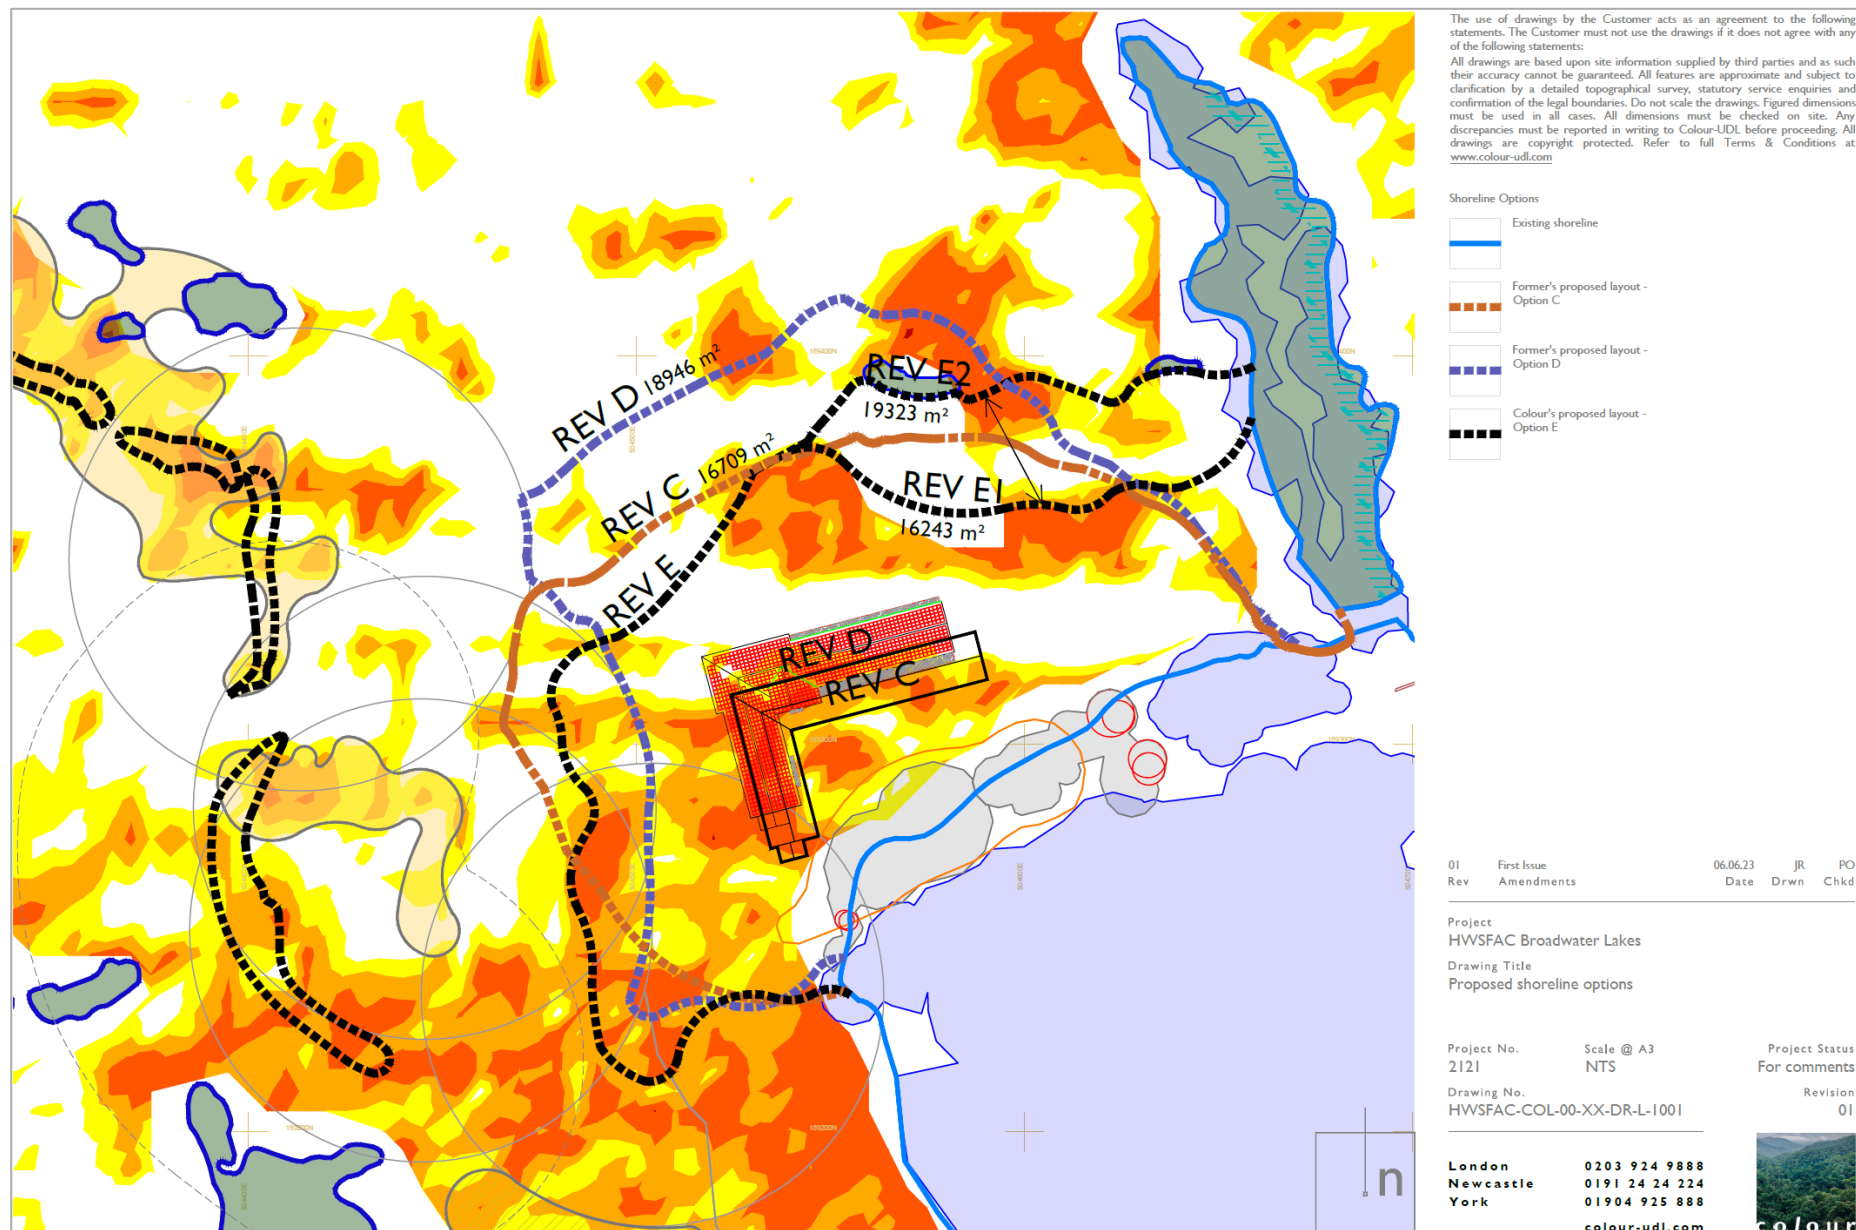 The use of drawings by the Customer acts as an agreement to the following
statements. The Customer must not use the drawings if it does not agree with any
of the following statements:
All drawings are based upon site information supplied by third parties and as such
their accuracy cannot be guaranteed. All features are approximate and subject to
clarification by a detailed topographical survey, statutory service enquiries and
confirmation of the legal boundaries. Do not scale the drawings. Figured dimensions
must be used in all cases. All dimensions must be checked on site. Any
discrepancies must be reported in writing to Colour-UDL before proceeding. All
drawings are copyright protected. Refer to full Terms & Conditions at
www.colour-udl.com
Shoreline Options
Existing shoreline
Former's proposed layout -
Option C
Former's proposed layout -
Option D
Colour's proposed layout -
Option E
REV D 18946 m²
REV E2
19323 m²
REV C 16709 m²
REV E1
16243 m²
REV E
REV D
REV C
189400N
189200N
189200N
n
01 First Issue 06.06.23 JR PO
Rev Amendments Date Drwn Chkd
Project
HWSFAC Broadwater Lakes
Drawing Title
Proposed shoreline options
Project No. Scale @ A3 Project Status
2121 NTS For comments
Drawing No. Revision
HWSFAC-COL-00-XX-DR-L-1001 01
London 0203 924 9888
Newcastle 0191 24 24 224
York 01904 925 888
colour-udl.com
colour